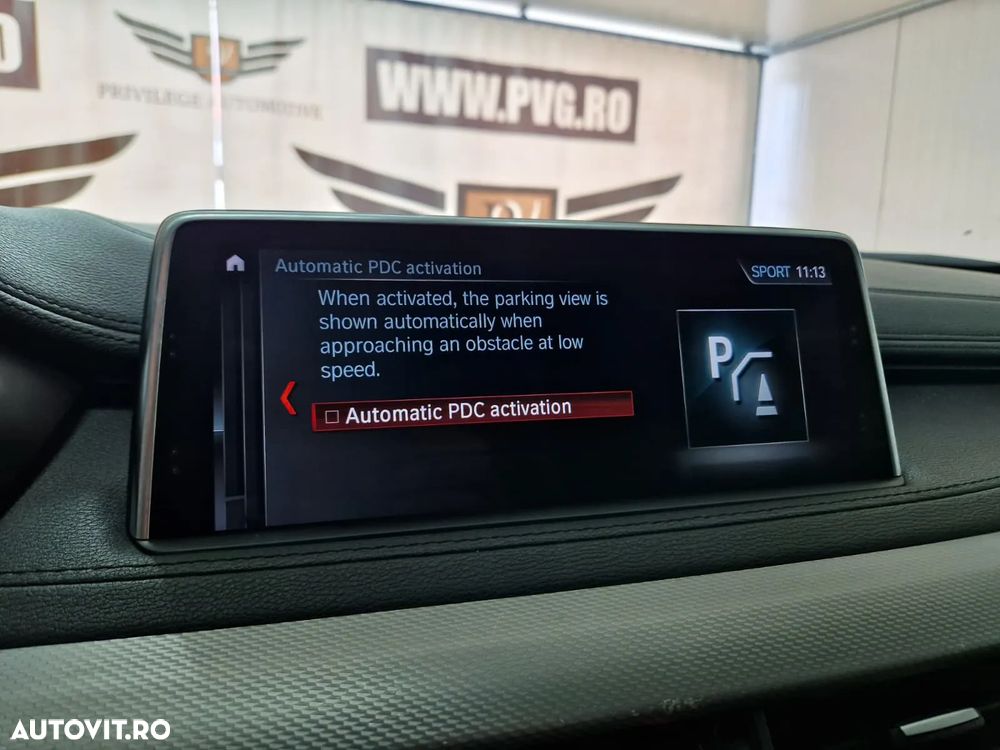 PRIVILEGE AUTOMOTIVE
WWW.PVG.RO
Automatic PDC activation
SPORT 11:13
When activated, the parking view is
shown automatically when
approaching an obstacle at low
speed.
Automatic PDC activation
P
AUTOVIT.RO